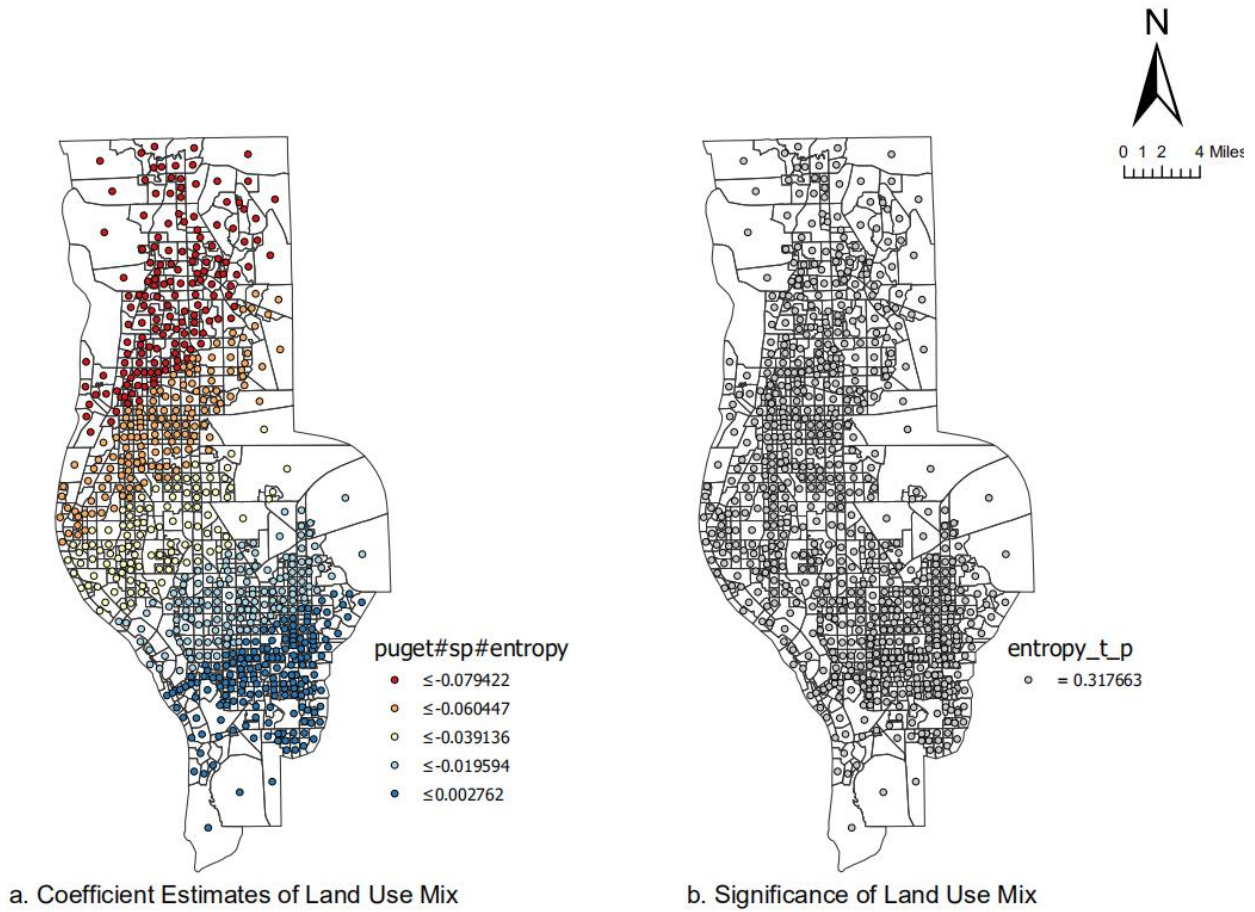 N
0 1 2 4 Miles
puget#sp#entropy
≤-0.079422
≤-0.060447
≤-0.039136
≤-0.019594
≤0.002762
entropy_t_p
= 0.317663
a. Coefficient Estimates of Land Use Mix
b. Significance of Land Use Mix